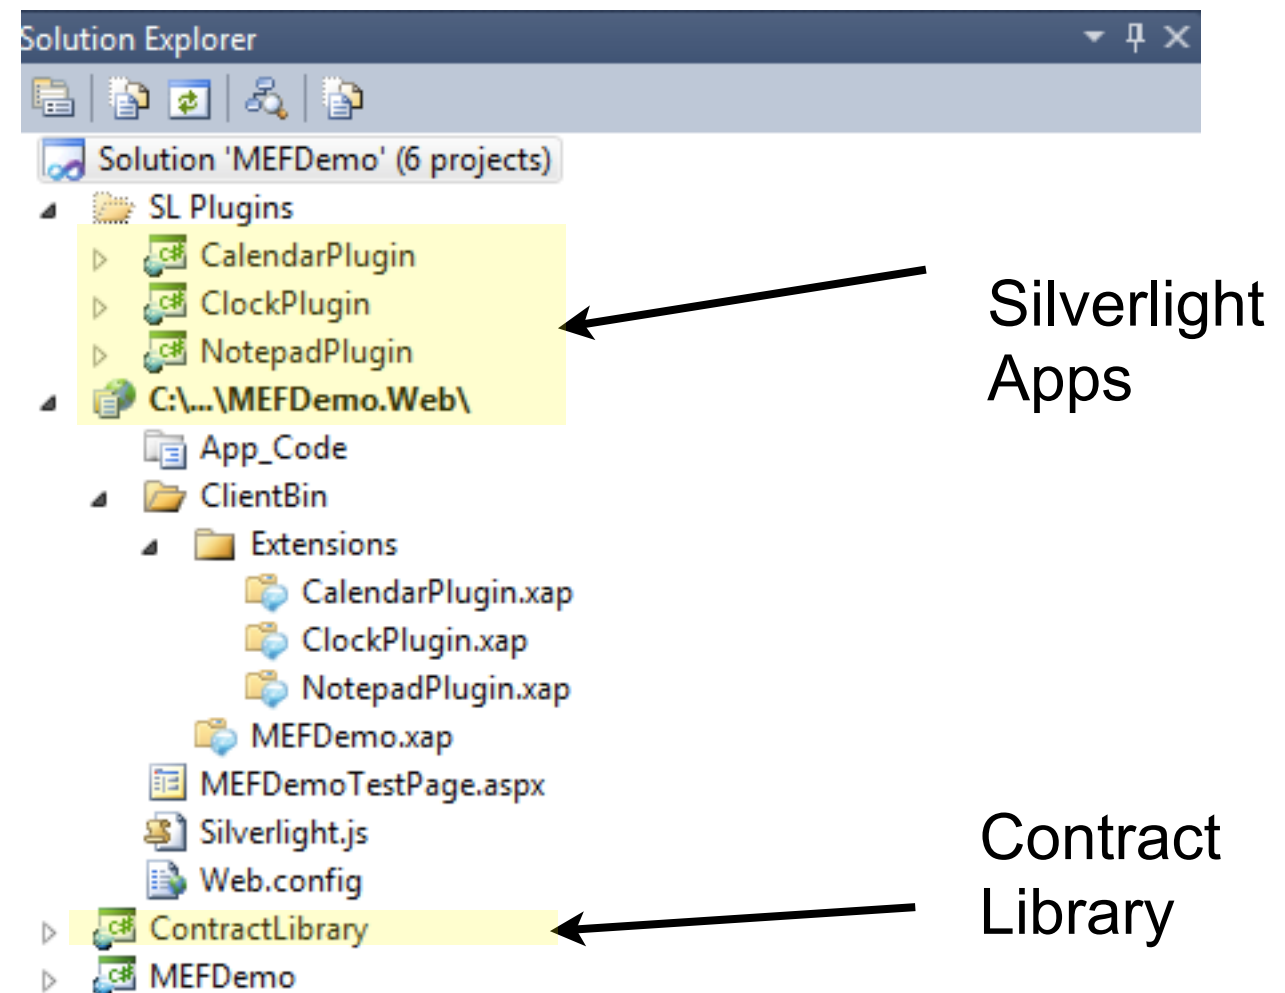 Solution Explorer
Solution 'MEFDemo' (6 projects)
SL Plugins
CalendarPlugin
ClockPlugin
NotepadPlugin
C:\...\MEFDemo.Web\
App_Code
ClientBin
Extensions
CalendarPlugin.xap
ClockPlugin.xap
NotepadPlugin.xap
MEFDemo.xap
MEFDemoTestPage.aspx
Silverlight.js
Web.config
ContractLibrary
MEFDemo
Silverlight
Apps
Contract
Library